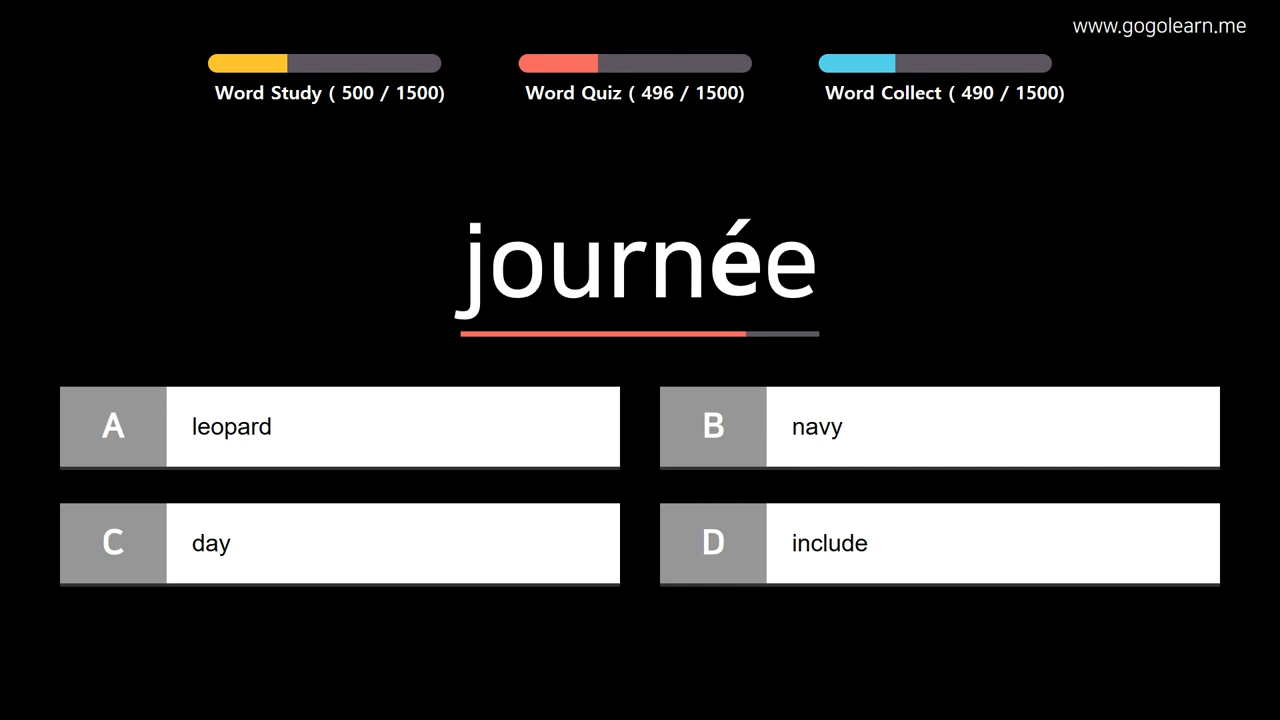 www.gogolearn.me
Word Study ( 500 / 1500)
Word Quiz ( 496 / 1500)
Word Collect ( 490 / 1500)
journée
A leopard
B navy
C day
D include